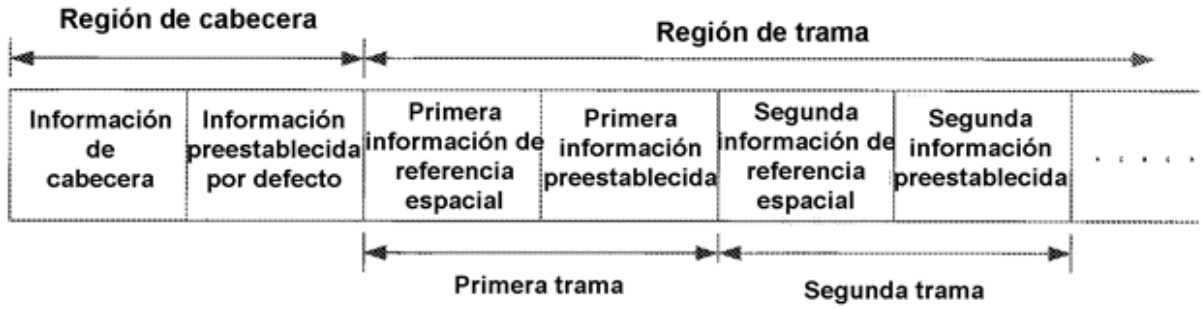 Región de cabecera
Región de trama
Información
de
cabecera
Información
preestablecida
por defecto
Primera
información de
referencia
espacial
Primera
información
preestablecida
Segunda
información de
referencia
espacial
Segunda
información
preestablecida
. . . . .
Primera trama
Segunda trama